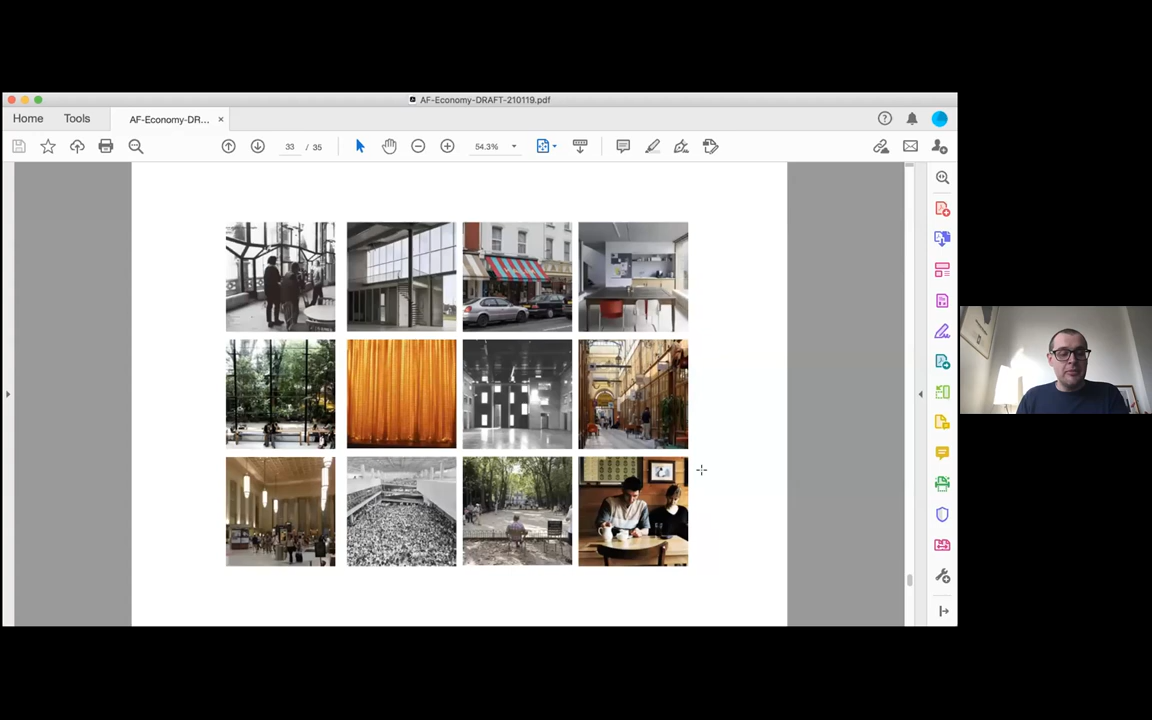 AF-Economy-DRAFT-210119.pdf
Home Tools AF-Economy-DR... ×
33 / 35 54.3%